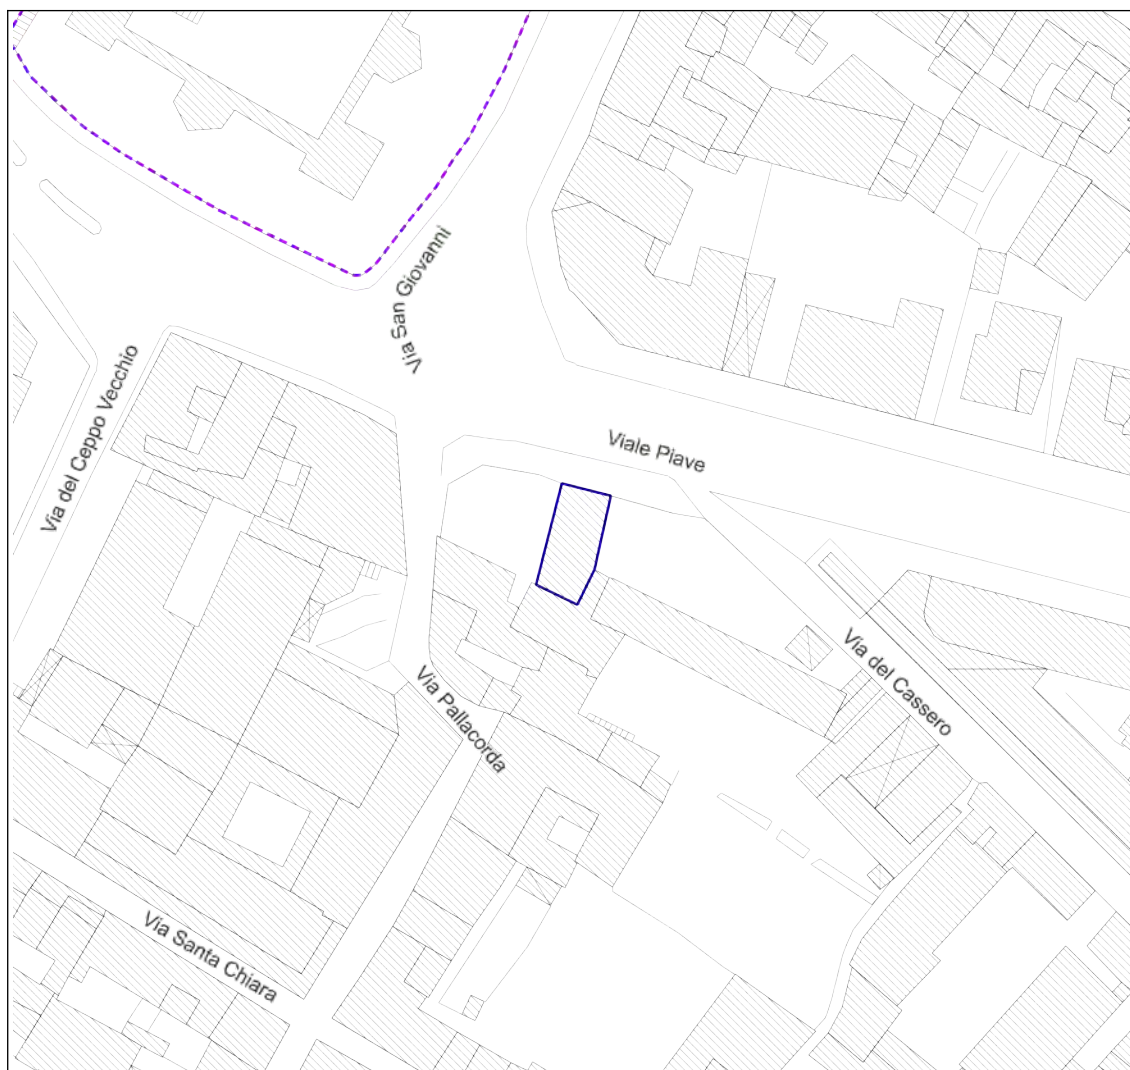 Via San Giovanni
Via del Ceppo Vecchio
Viale Piave
Via del Cassero
Via Pallacorda
Via Santa Chiara